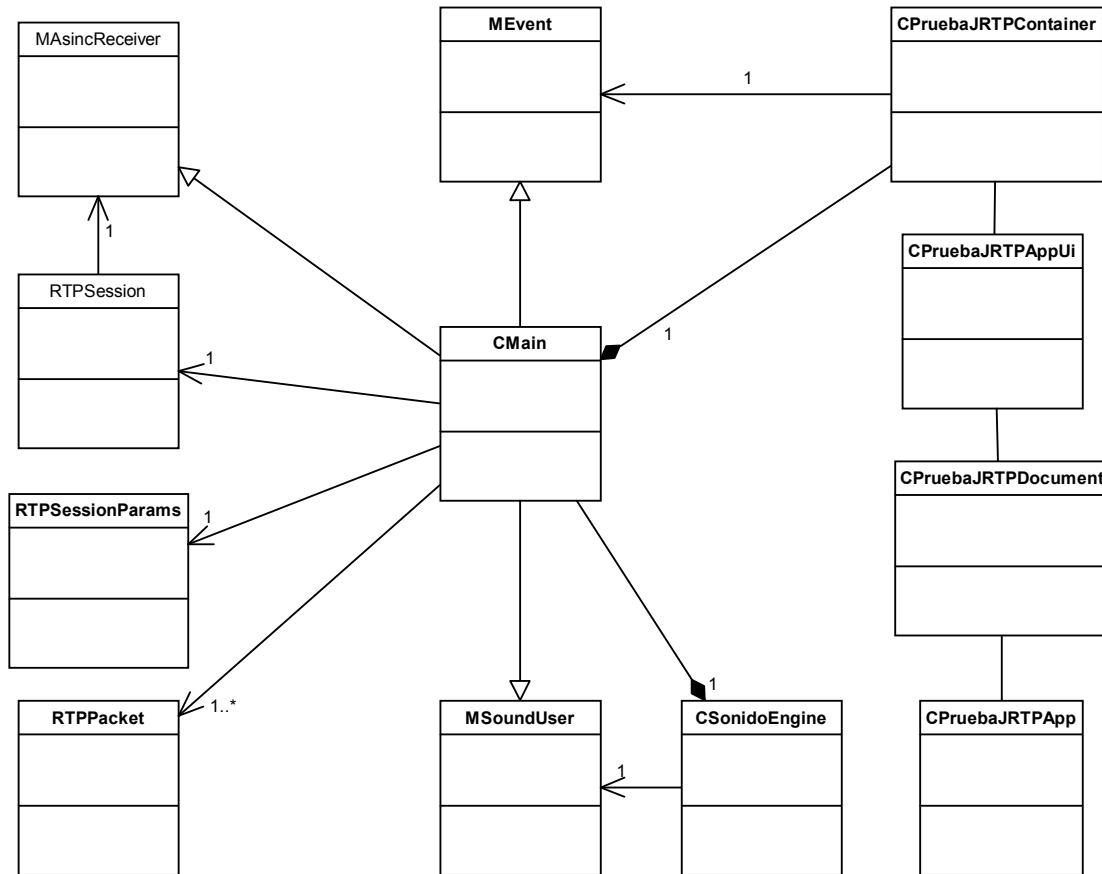 MAsincReceiver
MEvent
CPruebaJRTPContainer
1
1
CPruebaJRTPAppUi
RTPSession
CMain
1
1
CPruebaJRTPDocument
RTPSessionParams
1
1..*
1
RTPPacket
MSoundUser
CSonidoEngine
CPruebaJRTPApp
1